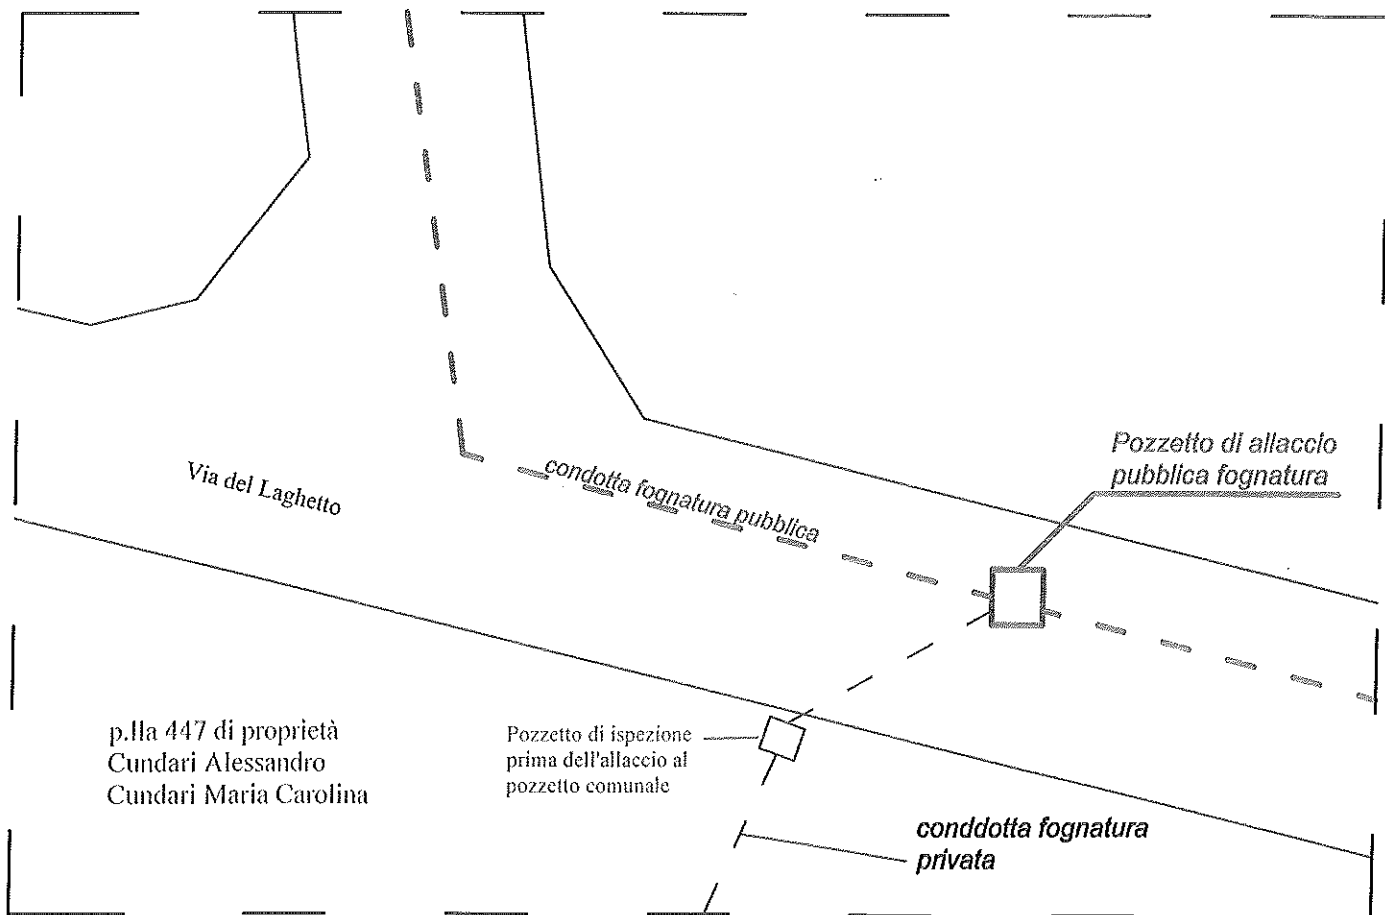 Pozzetto di allaccio
pubblica fognatura
condotta fognatura pubblica
Via del Laghetto
p.lla 447 di proprietà
Cundari Alessandro
Cundari Maria Carolina
Pozzetto di ispezione
prima dell'allaccio al
pozzetto comunale
conddotta fognatura
privata